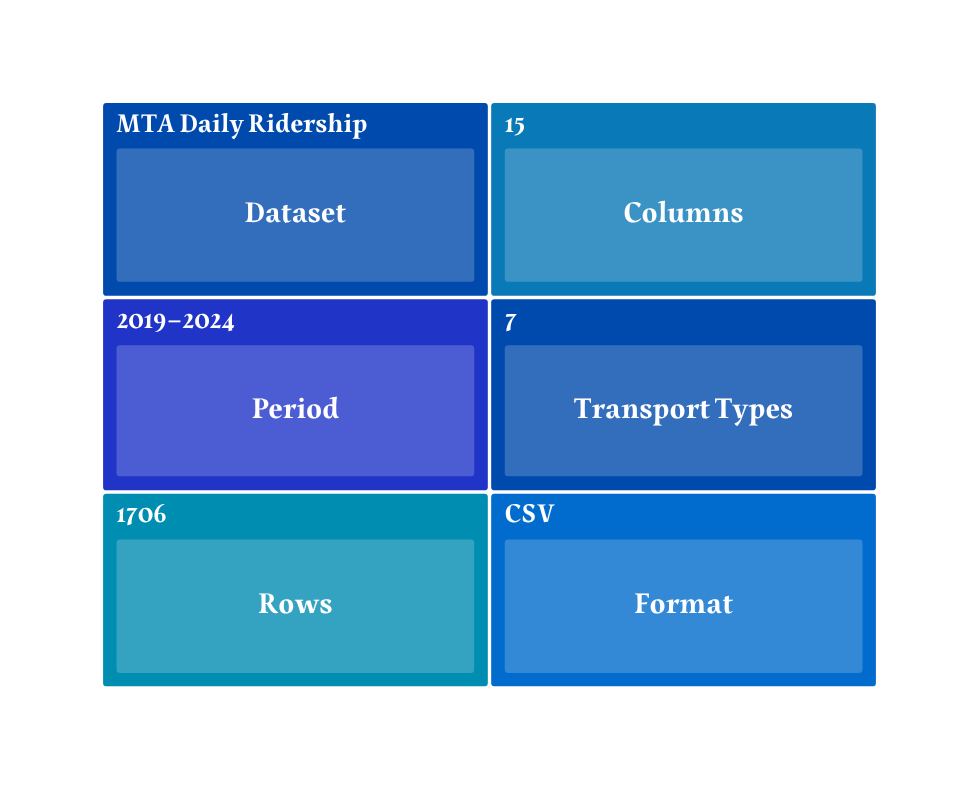 MTA Daily Ridership
Dataset
15
Columns
2019–2024
Period
7
Transport Types
1706
Rows
CSV
Format